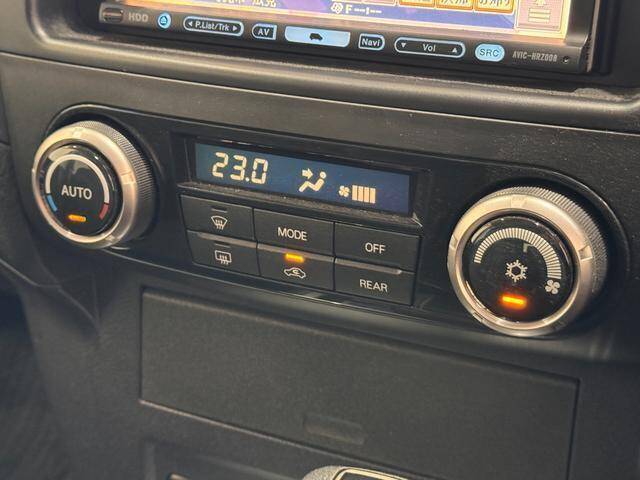 HDD P.List/Trk AV Navi Vol SRC AVIC-HRZ008
AUTO
23.0
MODE OFF
REAR